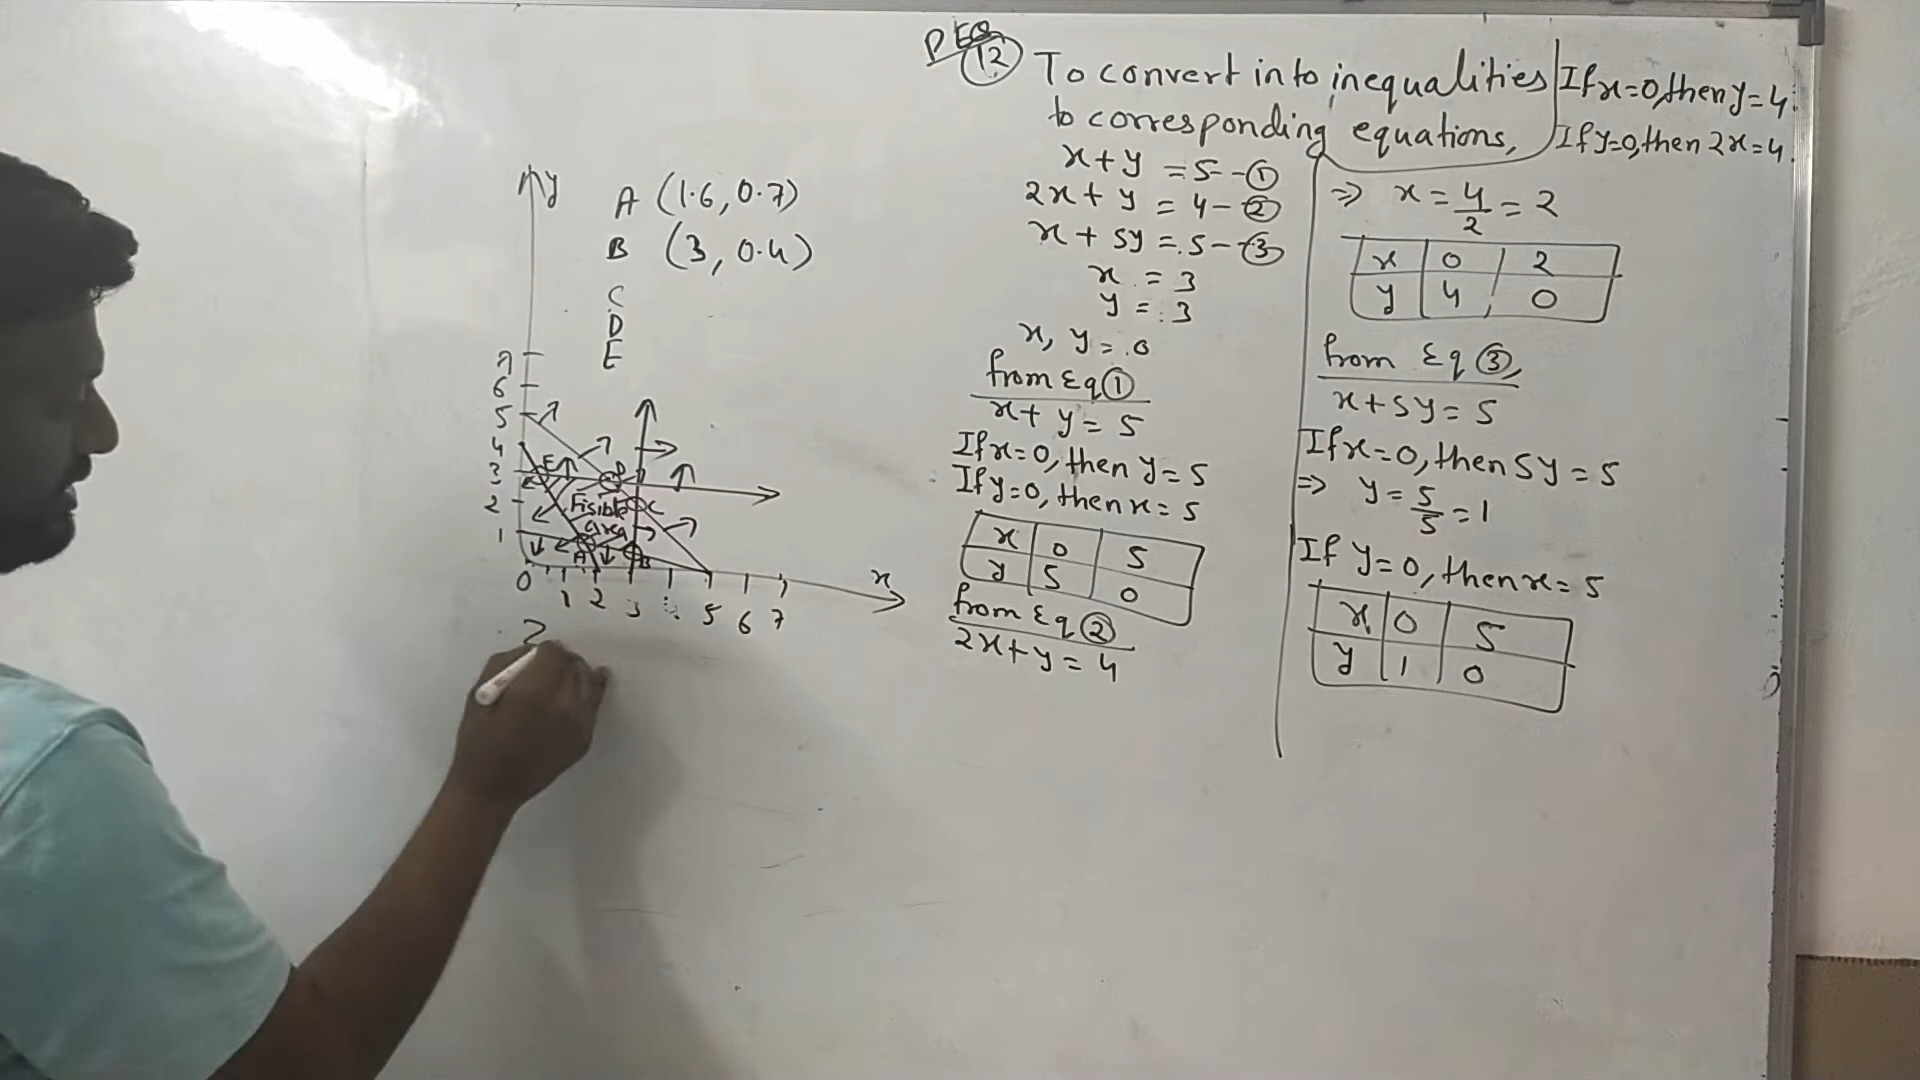 PEQ
12 To convert into inequalities
to corresponding equations,
x + y = 5 - ①
2x + y = 4 - ②
x + 5y = 5 - ③
x = 3
y = 3
x, y = 0
from Eq ①
x + y = 5
If x=0, then y = 5
If y=0, then x = 5
x 0 5
y 5 0
from Eq ②
2x + y = 4
If x=0, then y = 4
If y=0, then 2x = 4
⇒ x = 4/2 = 2
x 0 2
y 4 0
from Eq ③,
x + 5y = 5
If x=0, then 5y = 5
⇒ y = 5/5 = 1
If y=0, then x = 5
x 0 5
y 1 0
A (1.6, 0.7)
B (3, 0.4)
C
D
E
y
7
6
5
4
3
2
1
E
D
C
Fisible
area
A
B
0 1 2 3 5 6 7
x
2